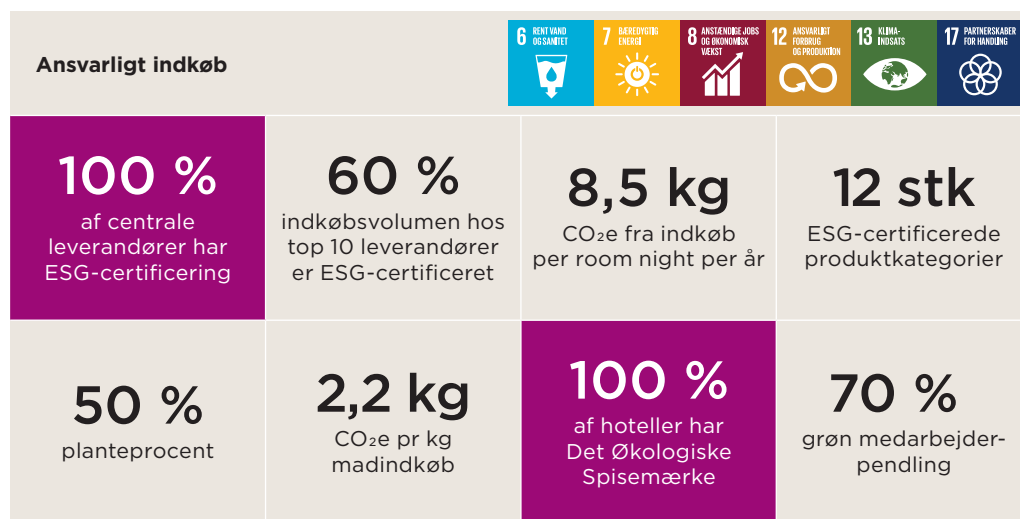 Ansvarligt indkøb
6 RENT VAND
OG SANITET
7 BÆREDYGTIG
ENERGI
8 ANSTÆNDIGE JOBS
OG ØKONOMISK
VÆKST
12 ANSVARLIGT
FORBRUG
OG PRODUKTION
13 KLIMA-
INDSATS
17 PARTNERSKABER
FOR HANDLING
100 %
af centrale
leverandører har
ESG-certificering
60 %
indkøbsvolumen hos
top 10 leverandører
er ESG-certificeret
8,5 kg
CO₂e fra indkøb
per room night per år
12 stk
ESG-certificerede
produktkategorier
50 %
planteprocent
2,2 kg
CO₂e pr kg
madindkøb
100 %
af hoteller har
Det Økologiske
Spisemærke
70 %
grøn medarbejder-
pendling